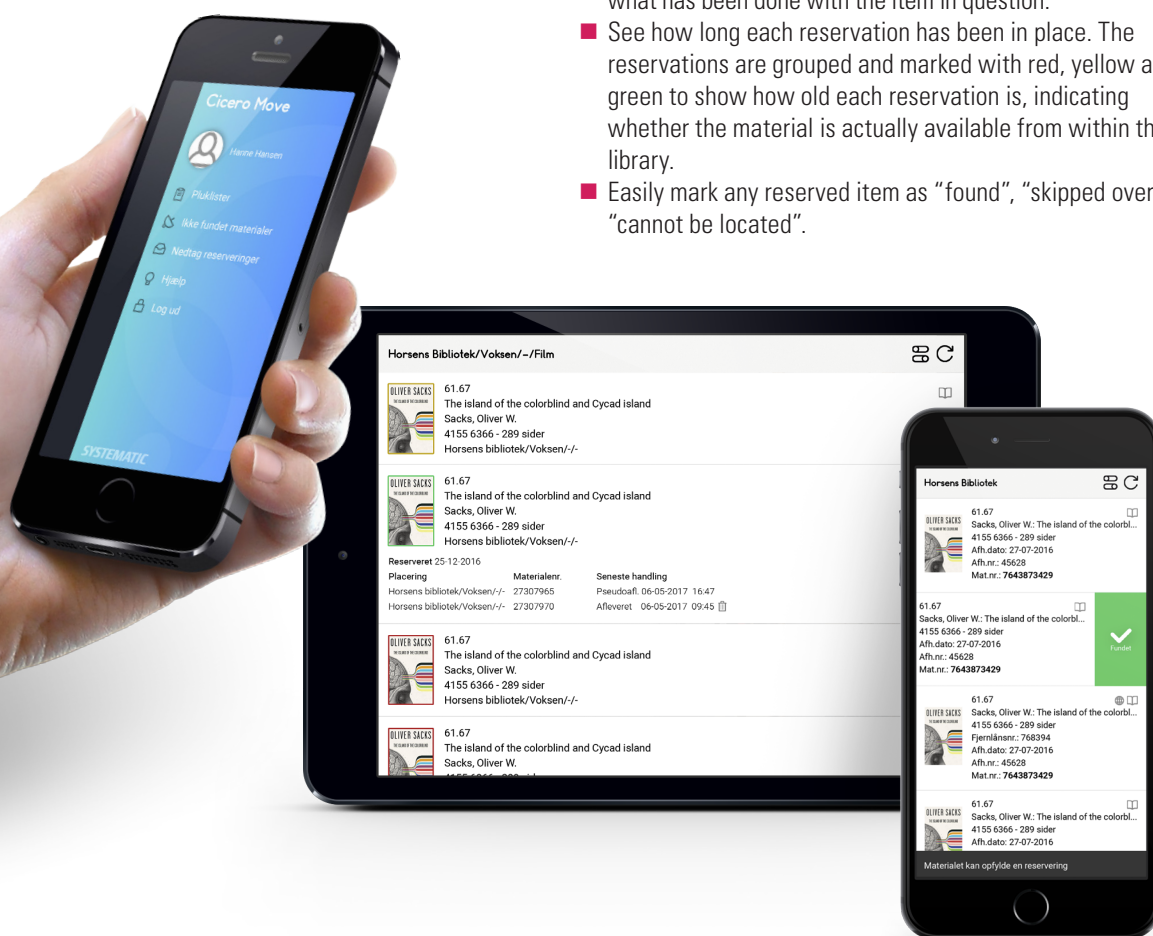 what has been done with the item in question.
See how long each reservation has been in place. The
reservations are grouped and marked with red, yellow a
green to show how old each reservation is, indicating
whether the material is actually available from within th
library.
Easily mark any reserved item as “found”, “skipped over
“cannot be located”.
Cicero Move
Hanne Hansen
Pluklister
Ikke fundet materialer
Nedtag reserveringer
Hjælp
Log ud
SYSTEMATIC
Horsens Bibliotek/Voksen/-/Film
OLIVER SACKS
61.67
The island of the colorblind and Cycad island
Sacks, Oliver W.
4155 6366 - 289 sider
Horsens bibliotek/Voksen/-/-
OLIVER SACKS
61.67
The island of the colorblind and Cycad island
Sacks, Oliver W.
4155 6366 - 289 sider
Horsens bibliotek/Voksen/-/-
Reserveret 25-12-2016
Placering Materialenr. Seneste handling
Horsens bibliotek/Voksen/-/- 27307965 Pseudoafl. 06-05-2017 16:47
Horsens bibliotek/Voksen/-/- 27307970 Afleveret 06-05-2017 09:45
OLIVER SACKS
61.67
The island of the colorblind and Cycad island
Sacks, Oliver W.
4155 6366 - 289 sider
Horsens bibliotek/Voksen/-/-
OLIVER SACKS
61.67
The island of the colorblind and Cycad island
Sacks, Oliver W.
Horsens Bibliotek
OLIVER SACKS
61.67
Sacks, Oliver W.: The island of the colorbl...
4155 6366 - 289 sider
Afh.dato: 27-07-2016
Afh.nr.: 45628
Mat.nr.: 7643873429
61.67
Sacks, Oliver W.: The island of the colorbl...
4155 6366 - 289 sider
Afh.dato: 27-07-2016
Afh.nr.: 45628
Mat.nr.: 7643873429
Fundet
OLIVER SACKS
61.67
Sacks, Oliver W.: The island of the colorbl...
4155 6366 - 289 sider
Fjernlånsnr.: 768394
Afh.dato: 27-07-2016
Afh.nr.: 45628
Mat.nr.: 7643873429
OLIVER SACKS
61.67
Sacks, Oliver W.: The island of the colorbl...
4155 6366 - 289 sider
Afh.dato: 27-07-2016
Materialet kan opfylde en reservering